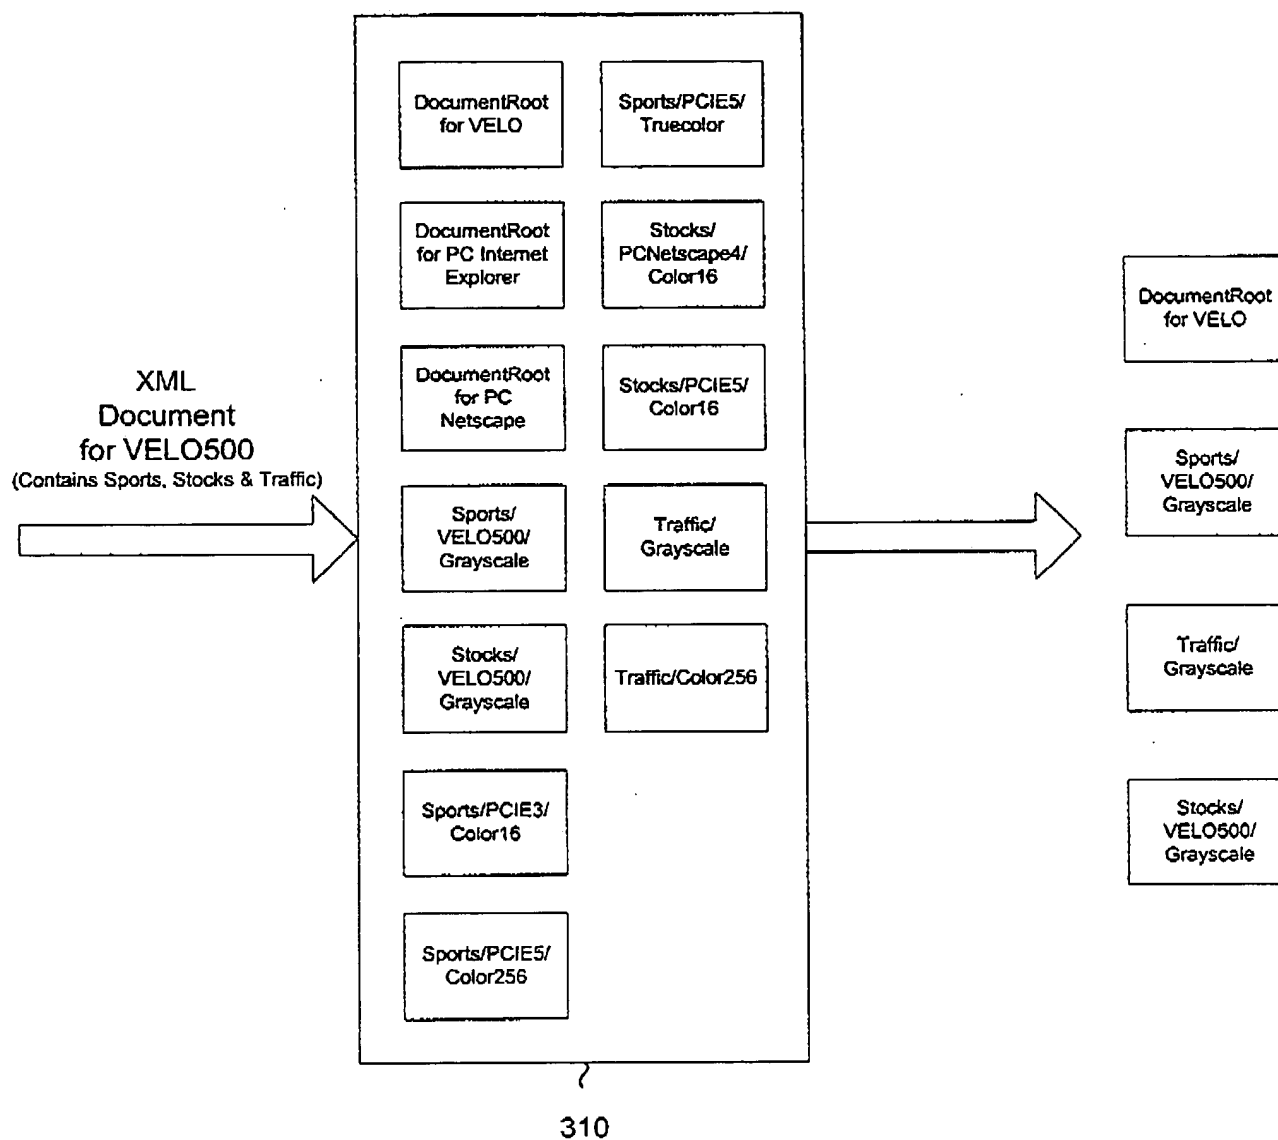 XML
Document
for VELO500
(Contains Sports, Stocks & Traffic)
DocumentRoot
for VELO
Sports/PCIE5/
Truecolor
DocumentRoot
for PC Internet
Explorer
Stocks/
PCNetscape4/
Color16
DocumentRoot
for PC
Netscape
Stocks/PCIE5/
Color16
Sports/
VELO500/
Grayscale
Traffic/
Grayscale
Stocks/
VELO500/
Grayscale
Traffic/Color256
Sports/PCIE3/
Color16
Sports/PCIE5/
Color256
310
DocumentRoot
for VELO
Sports/
VELO500/
Grayscale
Traffic/
Grayscale
Stocks/
VELO500/
Grayscale